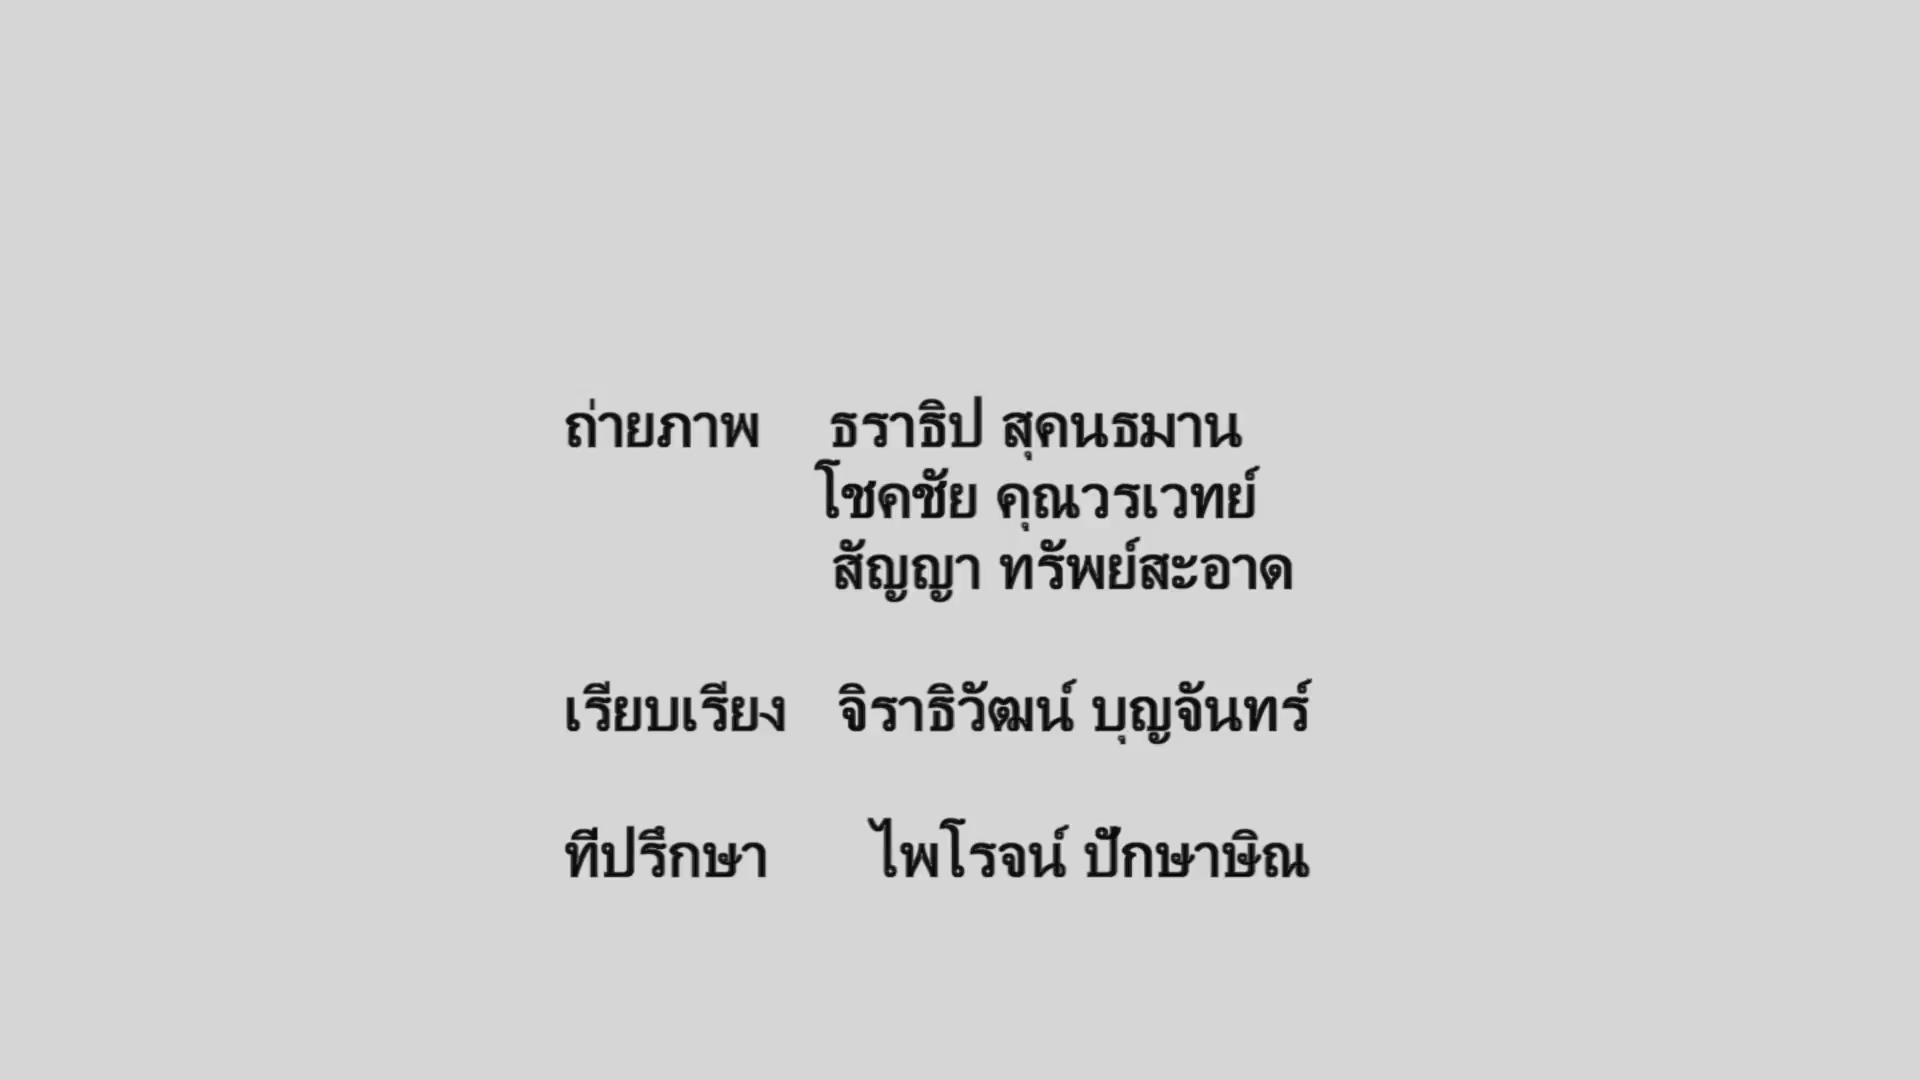 ถ่ายภาพ ธราธิป สุคนธมาน
โชคชัย คุณวรเวทย์
สัญญา ทรัพย์สะอาด
เรียบเรียง จิราธิวัฒน์ บุญจันทร์
ที่ปรึกษา ไพโรจน์ ปักษาษิณ